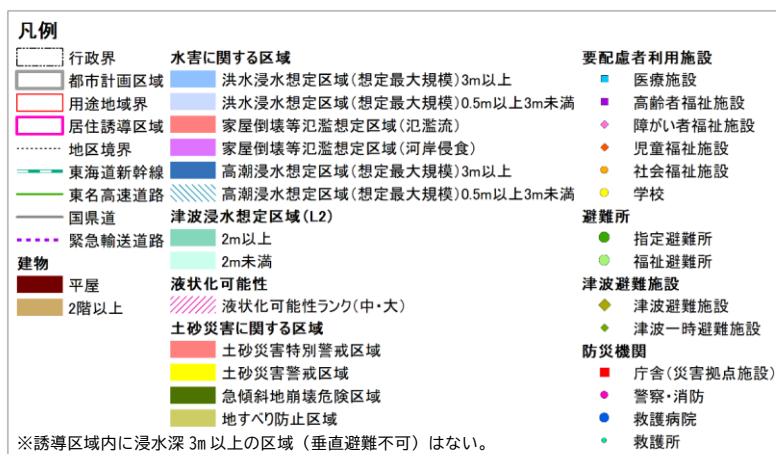 凡例
行政界
都市計画区域
用途地域界
居住誘導区域
地区境界
東海道新幹線
東名高速道路
国県道
緊急輸送道路
建物
平屋
2階以上
水害に関する区域
洪水浸水想定区域(想定最大規模)3m以上
洪水浸水想定区域(想定最大規模)0.5m以上3m未満
家屋倒壊等氾濫想定区域(氾濫流)
家屋倒壊等氾濫想定区域(河岸侵食)
高潮浸水想定区域(想定最大規模)3m以上
高潮浸水想定区域(想定最大規模)0.5m以上3m未満
津波浸水想定区域(L2)
2m以上
2m未満
液状化可能性
液状化可能性ランク(中・大)
土砂災害に関する区域
土砂災害特別警戒区域
土砂災害警戒区域
急傾斜地崩壊危険区域
地すべり防止区域
要配慮者利用施設
医療施設
高齢者福祉施設
障がい者福祉施設
児童福祉施設
社会福祉施設
学校
避難所
指定避難所
福祉避難所
津波避難施設
津波避難施設
津波一時避難施設
防災機関
庁舎(災害拠点施設)
警察・消防
救護病院
救護所
※誘導区域内に浸水深3m以上の区域（垂直避難不可）はない。